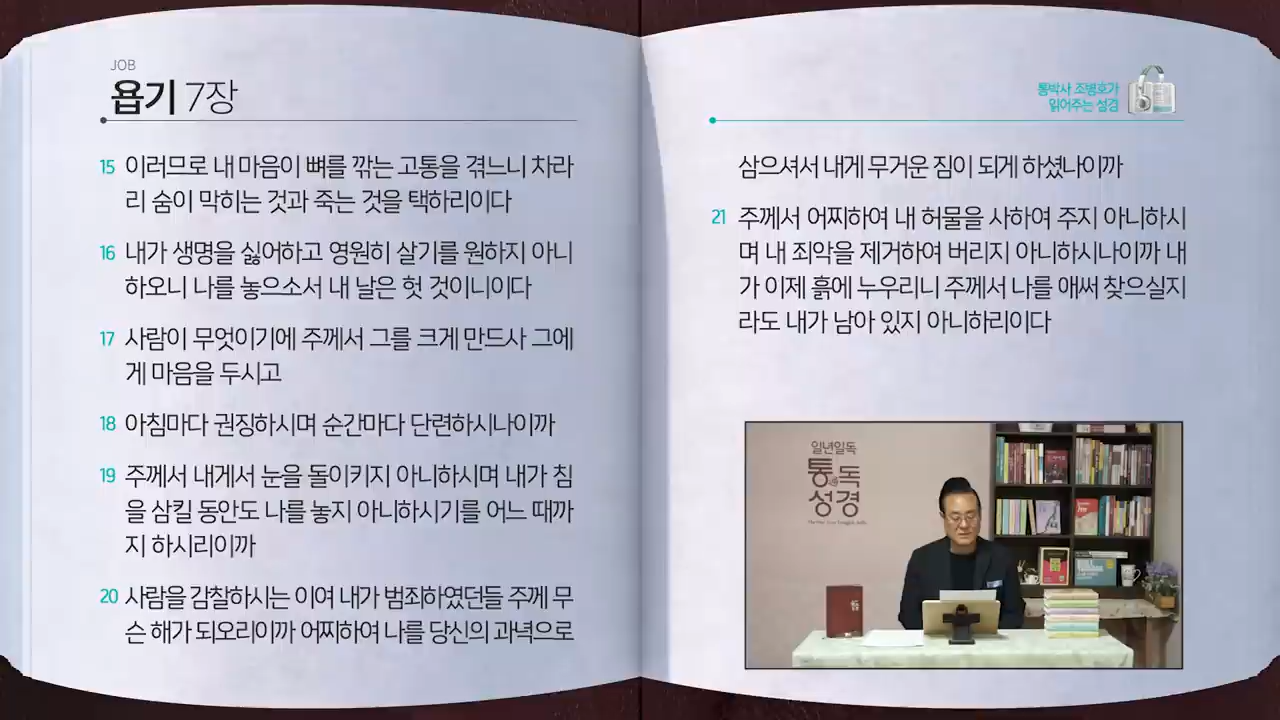 JOB
욥기 7장
15 이러므로 내 마음이 뼈를 깎는 고통을 겪느니 차라
리 숨이 막히는 것과 죽는 것을 택하리이다
16 내가 생명을 싫어하고 영원히 살기를 원하지 아니
하오니 나를 놓으소서 내 날은 헛 것이니이다
17 사람이 무엇이기에 주께서 그를 크게 만드사 그에
게 마음을 두시고
18 아침마다 권징하시며 순간마다 단련하시나이까
19 주께서 내게서 눈을 돌이키지 아니하시며 내가 침
을 삼킬 동안도 나를 놓지 아니하시기를 어느 때까
지 하시리이까
20 사람을 감찰하시는 이여 내가 범죄하였던들 주께 무
슨 해가 되오리이까 어찌하여 나를 당신의 과녁으로
통박사 조병호가
읽어주는 성경
삼으셔서 내게 무거운 짐이 되게 하셨나이까
21 주께서 어찌하여 내 허물을 사하여 주지 아니하시
며 내 죄악을 제거하여 버리지 아니하시나이까 내
가 이제 흙에 누우리니 주께서 나를 애써 찾으실지
라도 내가 남아 있지 아니하리이다
일년일독
통독
성경